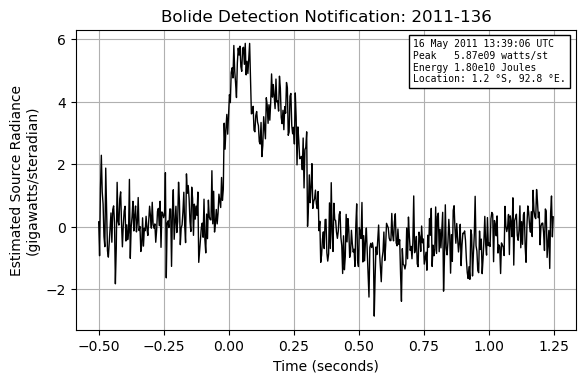 Bolide Detection Notification: 2011-136
16 May 2011 13:39:06 UTC
Peak   5.87e09 watts/st
Energy 1.80e10 Joules
Location: 1.2 °S, 92.8 °E.
Estimated Source Radiance
(gigawatts/steradian)
6
4
2
0
−2
−0.50 −0.25 0.00 0.25 0.50 0.75 1.00 1.25
Time (seconds)